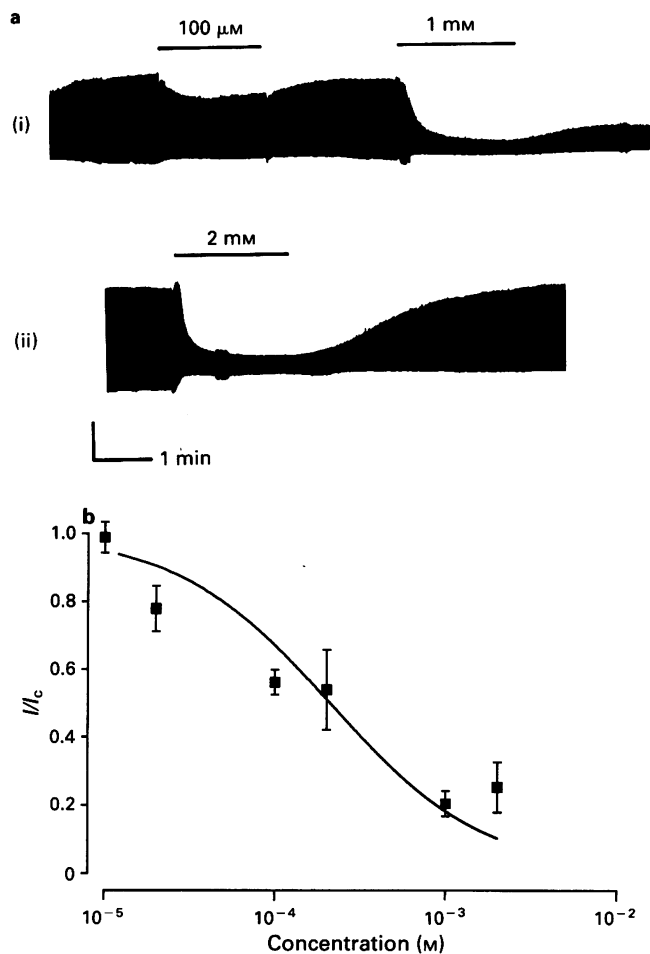 a
100 μM 1 mM
(i)
2 mM
(ii)
1 min
b
1.0
0.8
0.6
0.4
0.2
0
I/Ic
10⁻⁵ 10⁻⁴ 10⁻³ 10⁻²
Concentration (M)